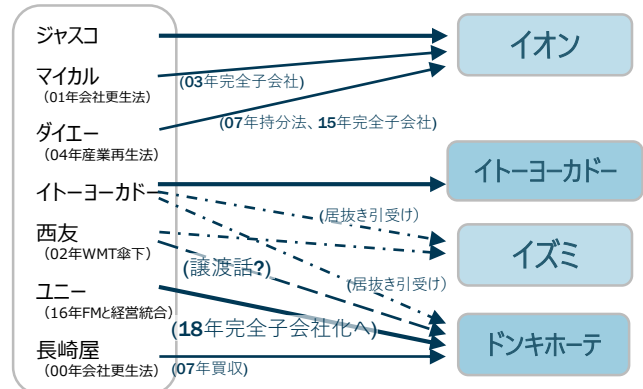 ジャスコ
マイカル
(01年会社更生法)
ダイエー
(04年産業再生法)
イトーヨーカドー
西友
(02年WMT傘下)
ユニー
(16年FMと経営統合)
長崎屋
(00年会社更生法)
(03年完全子会社)
(07年持分法、15年完全子会社)
(居抜き引受け)
(譲渡話?)
(居抜き引受け)
(18年完全子会社化へ)
(07年買収)
イオン
イトーヨーカドー
イズミ
ドンキホーテ